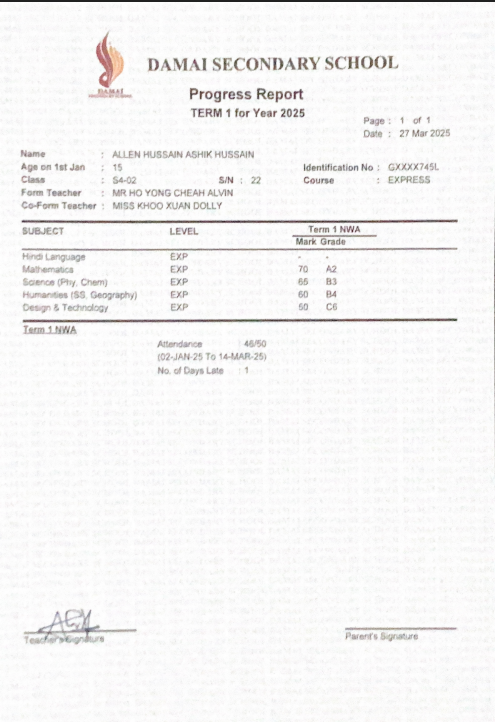 DAMAI
DAMAI SECONDARY SCHOOL
Progress Report
TERM 1 for Year 2025
Page : 1 of 1
Date : 27 Mar 2025
Name : ALLEN HUSSAIN ASHIK HUSSAIN
Age on 1st Jan : 15 Identification No : GXXXX745L
Class : S4-02 S/N : 22 Course : EXPRESS
Form Teacher : MR HO YONG CHEAH ALVIN
Co-Form Teacher : MISS KHOO XUAN DOLLY
SUBJECT LEVEL Term 1 NWA
Mark Grade
Hindi Language EXP - -
Mathematics EXP 70 A2
Science (Phy, Chem) EXP 65 B3
Humanities (SS, Geography) EXP 60 B4
Design & Technology EXP 50 C6
Term 1 NWA
Attendance : 46/50
(02-JAN-25 To 14-MAR-25)
No. of Days Late : 1
Teacher's Signature Parent's Signature